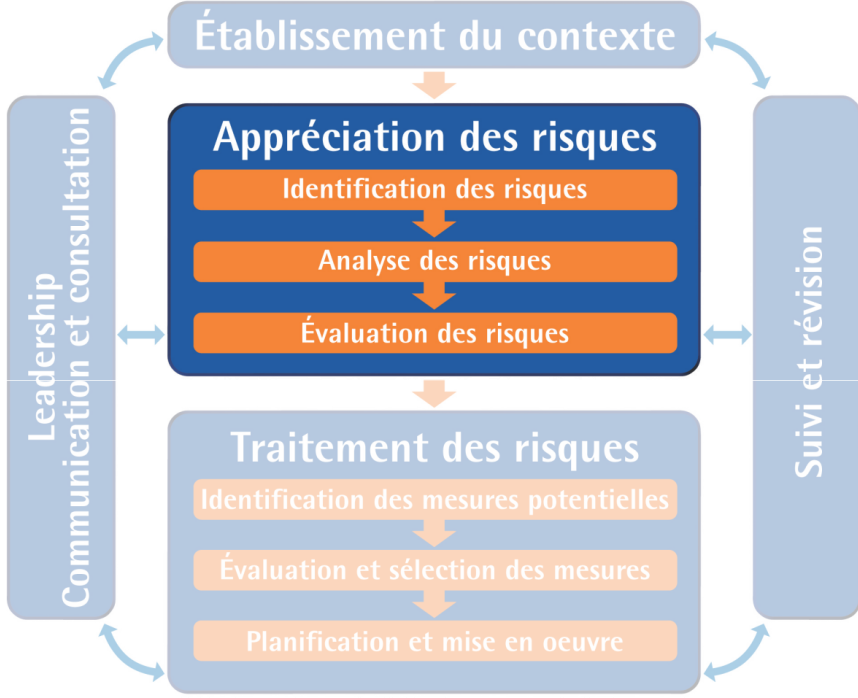 Établissement du contexte
Leadership
Communication et consultation
Appréciation des risques
Identification des risques
Analyse des risques
Évaluation des risques
Traitement des risques
Identification des mesures potentielles
Évaluation et sélection des mesures
Planification et mise en oeuvre
Suivi et révision